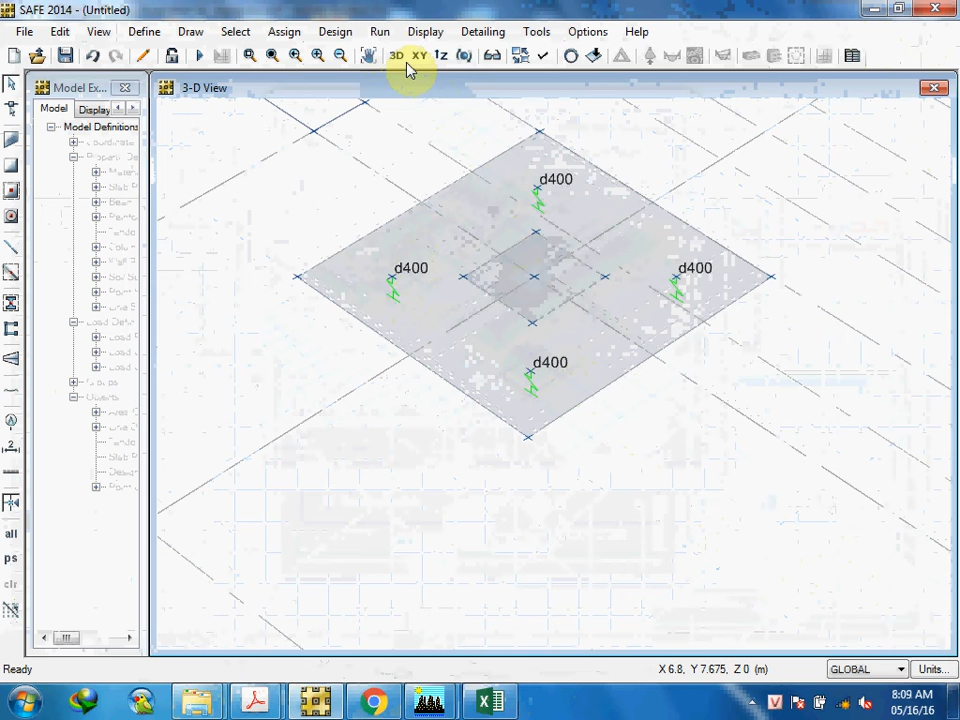 SAFE 2014 - (Untitled)
File Edit View Define Draw Select Assign Design Run Display Detailing Tools Options Help
3D XY
Model Ex...
3-D View
Model Display
Model Definitions
d400
d400
d400
d400
all
ps
clr
Ready
X 6.8, Y 7.675, Z 0 (m)
GLOBAL
Units...
8:09 AM
05/16/16